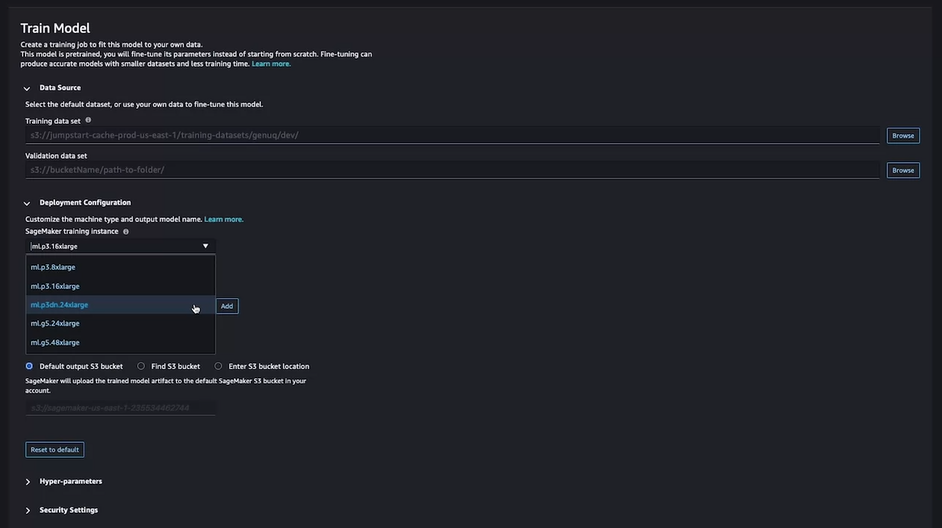 Train Model
Create a training job to fit this model to your own data.
This model is pretrained, you will fine-tune its parameters instead of starting from scratch. Fine-tuning can
produce accurate models with smaller datasets and less training time. Learn more.
Data Source
Select the default dataset, or use your own data to fine-tune this model.
Training data set
s3://jumpstart-cache-prod-us-east-1/training-datasets/genuq/dev/
Browse
Validation data set
s3://bucketName/path-to-folder/
Browse
Deployment Configuration
Customize the machine type and output model name. Learn more.
SageMaker training instance
ml.p3.16xlarge
ml.p3.8xlarge
ml.p3.16xlarge
ml.p3dn.24xlarge
Add
ml.g5.24xlarge
ml.g5.48xlarge
Default output S3 bucket Find S3 bucket Enter S3 bucket location
SageMaker will upload the trained model artifact to the default SageMaker S3 bucket in your
account.
Reset to default
Hyper-parameters
Security Settings